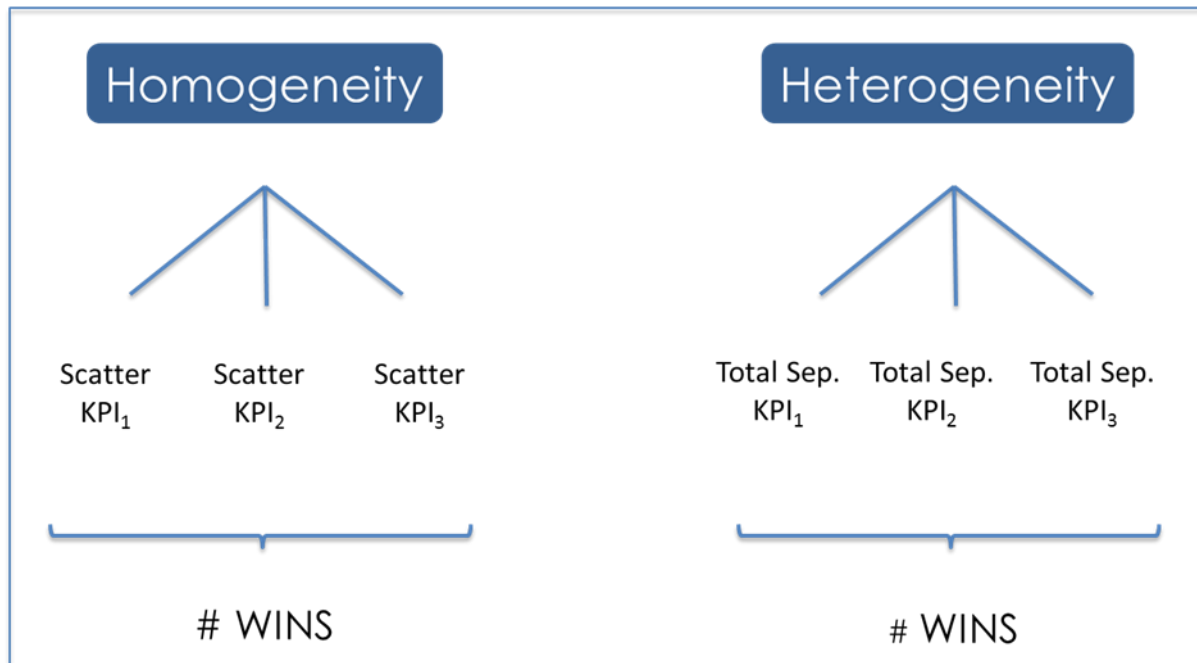 Homogeneity
Heterogeneity
Scatter Scatter Scatter
KPI₁ KPI₂ KPI₃
Total Sep. Total Sep. Total Sep.
KPI₁ KPI₂ KPI₃
# WINS
# WINS